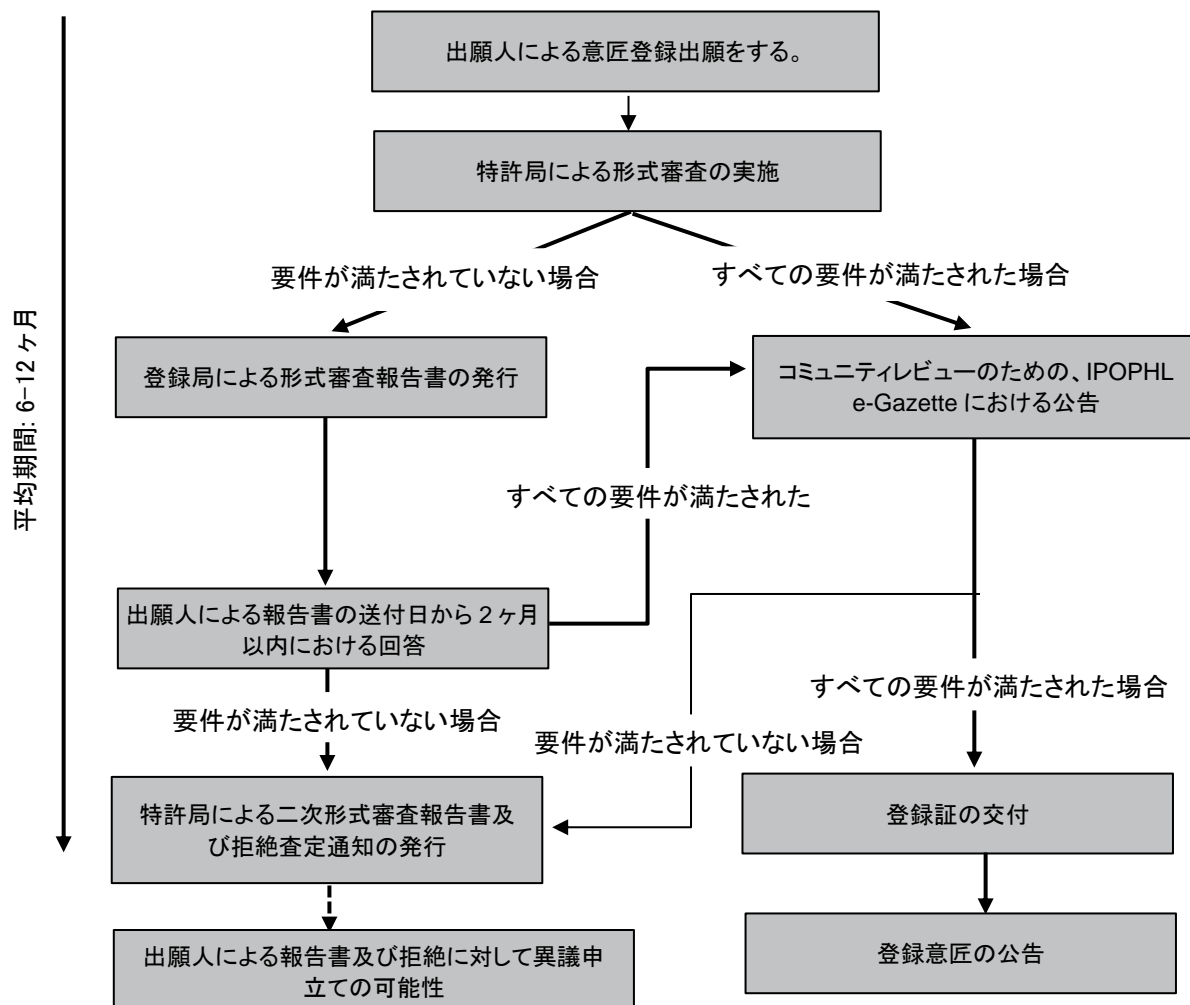 出願人による意匠登録出願をする。
特許局による形式審査の実施
要件が満たされていない場合
すべての要件が満たされた場合
平均期間: 6-12 ヶ月
登録局による形式審査報告書の発行
コミュニティレビューのための、IPOPHL
e-Gazette における公告
すべての要件が満たされた
出願人による報告書の送付日から 2 ヶ月
以内における回答
すべての要件が満たされた場合
要件が満たされていない場合
要件が満たされていない場合
特許局による二次形式審査報告書及
び拒絶査定通知の発行
登録証の交付
出願人による報告書及び拒絶に対して異議申
立ての可能性
登録意匠の公告